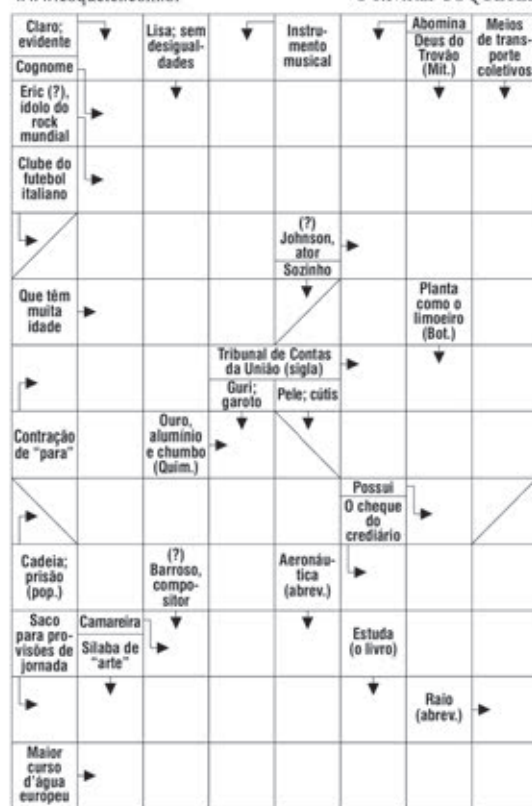 Claro;
evidente
Cognome
Lisa; sem
desigual-
dades
Instru-
mento
musical
Abomina
Deus do
Trovão
(Mit.)
Meios
de trans-
porte
coletivos
Eric (?),
ídolo do
rock
mundial
Clube do
futebol
italiano
(?)
Johnson,
ator
Sozinho
Que têm
muita
idade
Planta
como o
limoeiro
(Bot.)
Tribunal de Contas
da União (sigla)
Guri;
garoto
Pele; cútis
Contração
de "para"
Ouro,
alumínio
e chumbo
(Quím.)
Possui
O cheque
do
crediário
Cadeia;
prisão
(pop.)
(?)
Barroso,
compo-
sitor
Aeronáu-
tica
(abrev.)
Saco
para pro-
visões de
jornada
Camareira
Sílaba de
"arte"
Estuda
(o livro)
Raio
(abrev.)
Maior
curso
d'água
europeu